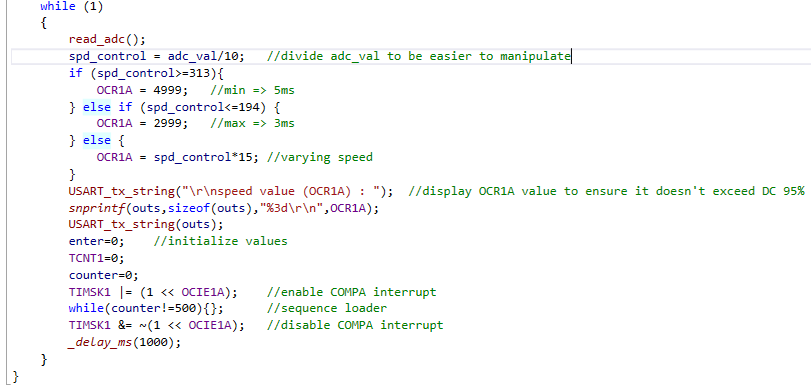 while (1)
{
read_adc();
spd_control = adc_val/10;   //divide adc_val to be easier to manipulate
if (spd_control>=313){
OCR1A = 4999;   //min => 5ms
} else if (spd_control<=194) {
OCR1A = 2999;   //max => 3ms
} else {
OCR1A = spd_control*15; //varying speed
}
USART_tx_string("\r\nspeed value (OCR1A) : ");  //display OCR1A value to ensure it doesn't exceed DC 95%
snprintf(outs,sizeof(outs),"%3d\r\n",OCR1A);
USART_tx_string(outs);
enter=0;    //initialize values
TCNT1=0;
counter=0;
TIMSK1 |= (1 << OCIE1A);    //enable COMPA interrupt
while(counter!=500){};      //sequence loader
TIMSK1 &= ~(1 << OCIE1A);   //disable COMPA interrupt
_delay_ms(1000);
}
}